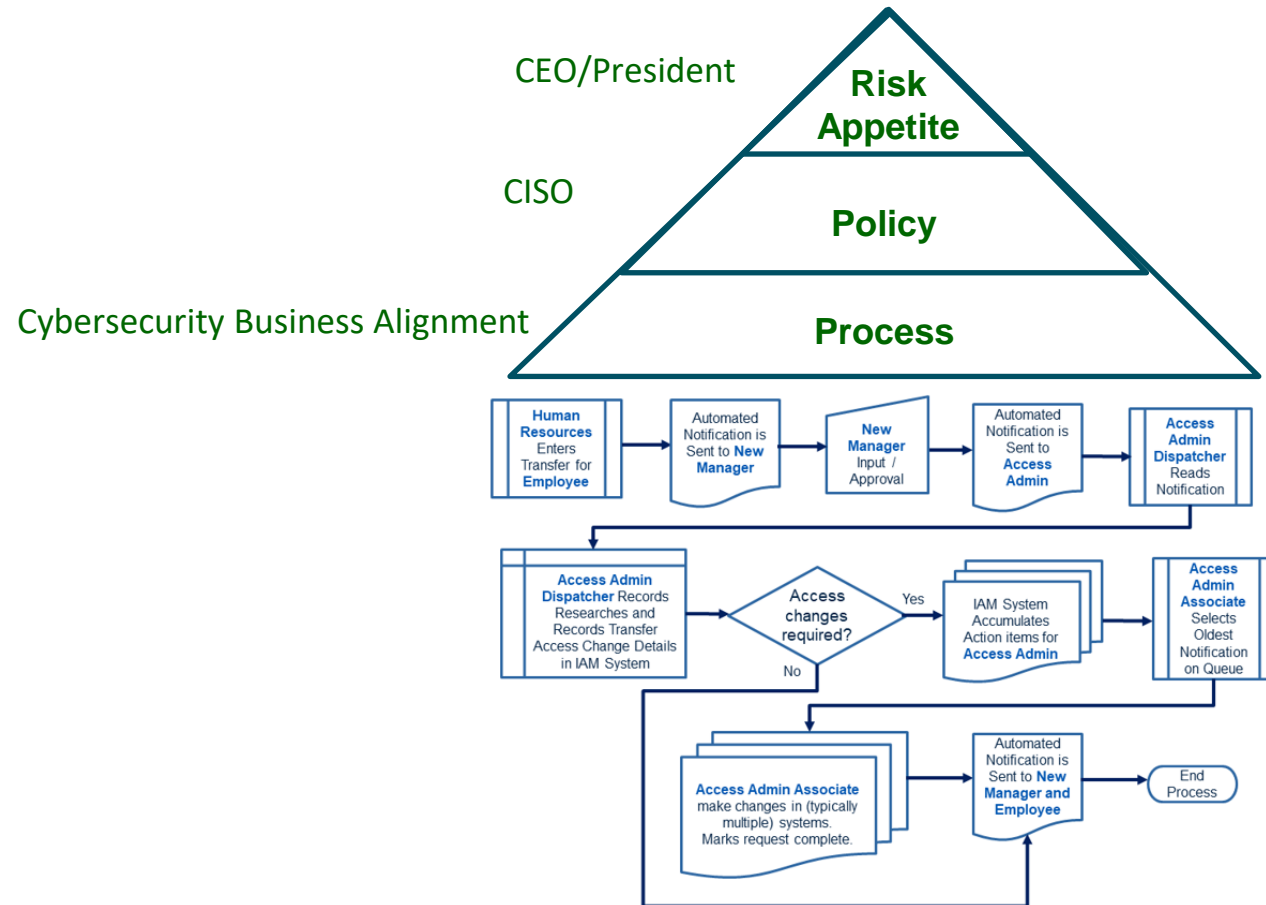 CEO/President
Risk
Appetite
CISO
Policy
Cybersecurity Business Alignment
Process
Human
Resources
Enters
Transfer for
Employee
Automated
Notification is
Sent to New
Manager
New
Manager
Input /
Approval
Automated
Notification is
Sent to
Access
Admin
Access
Admin
Dispatcher
Reads
Notification
Access Admin
Dispatcher Records
Researches and
Records Transfer
Access Change Details
in IAM System
Access
changes
required?
Yes
No
IAM System
Accumulates
Action items for
Access Admin
Access
Admin
Associate
Selects
Oldest
Notification
on Queue
Access Admin Associate
make changes in (typically
multiple) systems.
Marks request complete.
Automated
Notification is
Sent to New
Manager and
Employee
End
Process